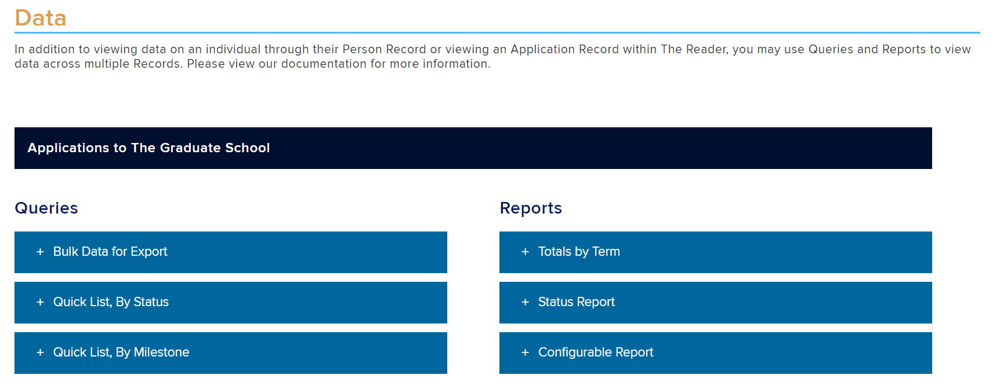 Data
In addition to viewing data on an individual through their Person Record or viewing an Application Record within The Reader, you may use Queries and Reports to view
data across multiple Records. Please view our documentation for more information.
Applications to The Graduate School
Queries
+ Bulk Data for Export
+ Quick List, By Status
+ Quick List, By Milestone
Reports
+ Totals by Term
+ Status Report
+ Configurable Report